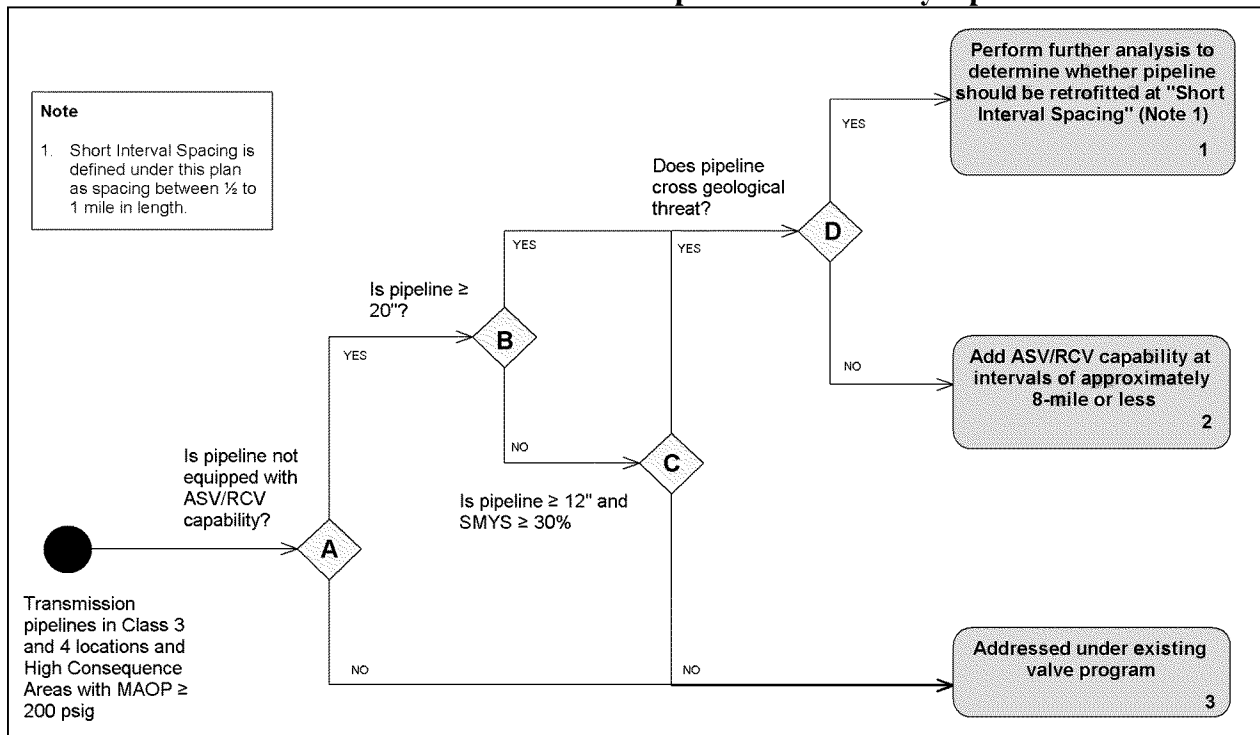 Note
1. Short Interval Spacing is
defined under this plan
as spacing between ½ to
1 mile in length.
Perform further analysis to
determine whether pipeline
should be retrofitted at "Short
Interval Spacing" (Note 1)
1
YES
Does pipeline
cross geological
threat?
D
YES
YES
Is pipeline ≥
20"?
B
YES
NO
Add ASV/RCV capability at
intervals of approximately
8-mile or less
2
NO
C
Is pipeline not
equipped with
ASV/RCV
capability?
Is pipeline ≥ 12" and
SMYS ≥ 30%
A
Transmission
pipelines in Class 3
and 4 locations and
High Consequence
Areas with MAOP ≥
200 psig
NO
NO
Addressed under existing
valve program
3